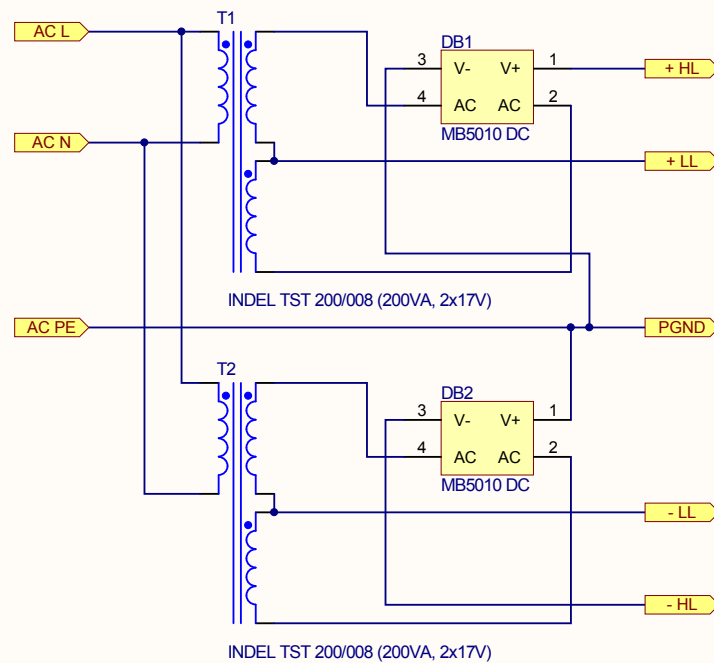 T1
AC L
DB1
3 V- V+ 1
+ HL
4 AC AC 2
MB5010 DC
AC N
+ LL
INDEL TST 200/008 (200VA, 2x17V)
AC PE
PGND
T2
DB2
3 V- V+ 1
4 AC AC 2
MB5010 DC
- LL
- HL
INDEL TST 200/008 (200VA, 2x17V)